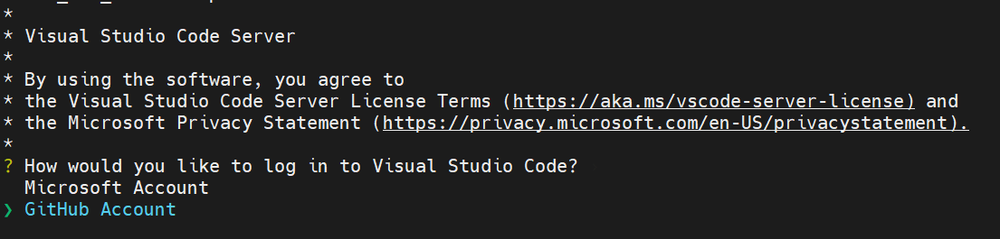 *
* Visual Studio Code Server
*
* By using the software, you agree to
* the Visual Studio Code Server License Terms (https://aka.ms/vscode-server-license) and
* the Microsoft Privacy Statement (https://privacy.microsoft.com/en-US/privacystatement).
*
? How would you like to log in to Visual Studio Code?
  Microsoft Account
❯ GitHub Account